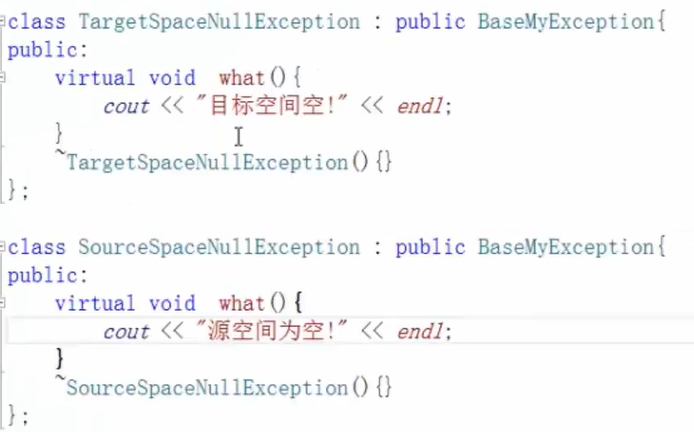 class TargetSpaceNullException : public BaseMyException{
public:
    virtual void  what(){
        cout << "目标空间空!" << endl;
    }
    ~TargetSpaceNullException(){}
};

class SourceSpaceNullException : public BaseMyException{
public:
    virtual void  what(){
        cout << "源空间为空!" << endl;
    }
    ~SourceSpaceNullException(){}
};